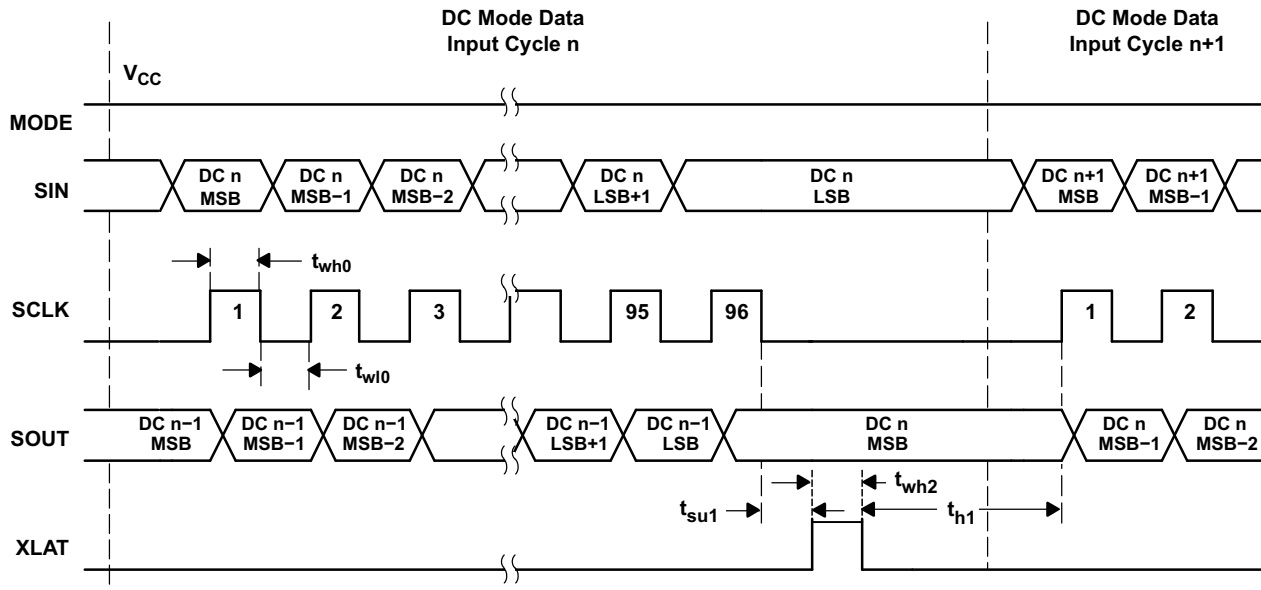 DC Mode Data
Input Cycle n
DC Mode Data
Input Cycle n+1
VCC
MODE
SIN
DC n
MSB
DC n
MSB−1
DC n
MSB−2
DC n
LSB+1
DC n
LSB
DC n+1
MSB
DC n+1
MSB−1
twh0
SCLK
1
2
3
95
96
1
2
twl0
SOUT
DC n−1
MSB
DC n−1
MSB−1
DC n−1
MSB−2
DC n−1
LSB+1
DC n−1
LSB
DC n
MSB
DC n
MSB−1
DC n
MSB−2
twh2
tsu1
th1
XLAT